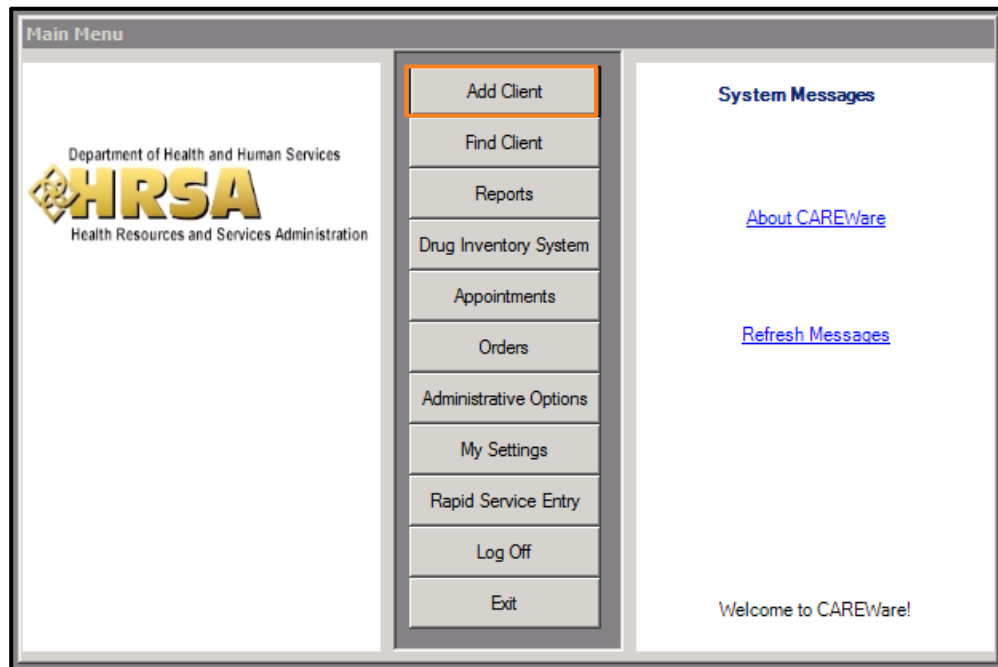 Main Menu
Department of Health and Human Services
HRSA
Health Resources and Services Administration
Add Client
Find Client
Reports
Drug Inventory System
Appointments
Orders
Administrative Options
My Settings
Rapid Service Entry
Log Off
Exit
System Messages
About CAREWare
Refresh Messages
Welcome to CAREWare!